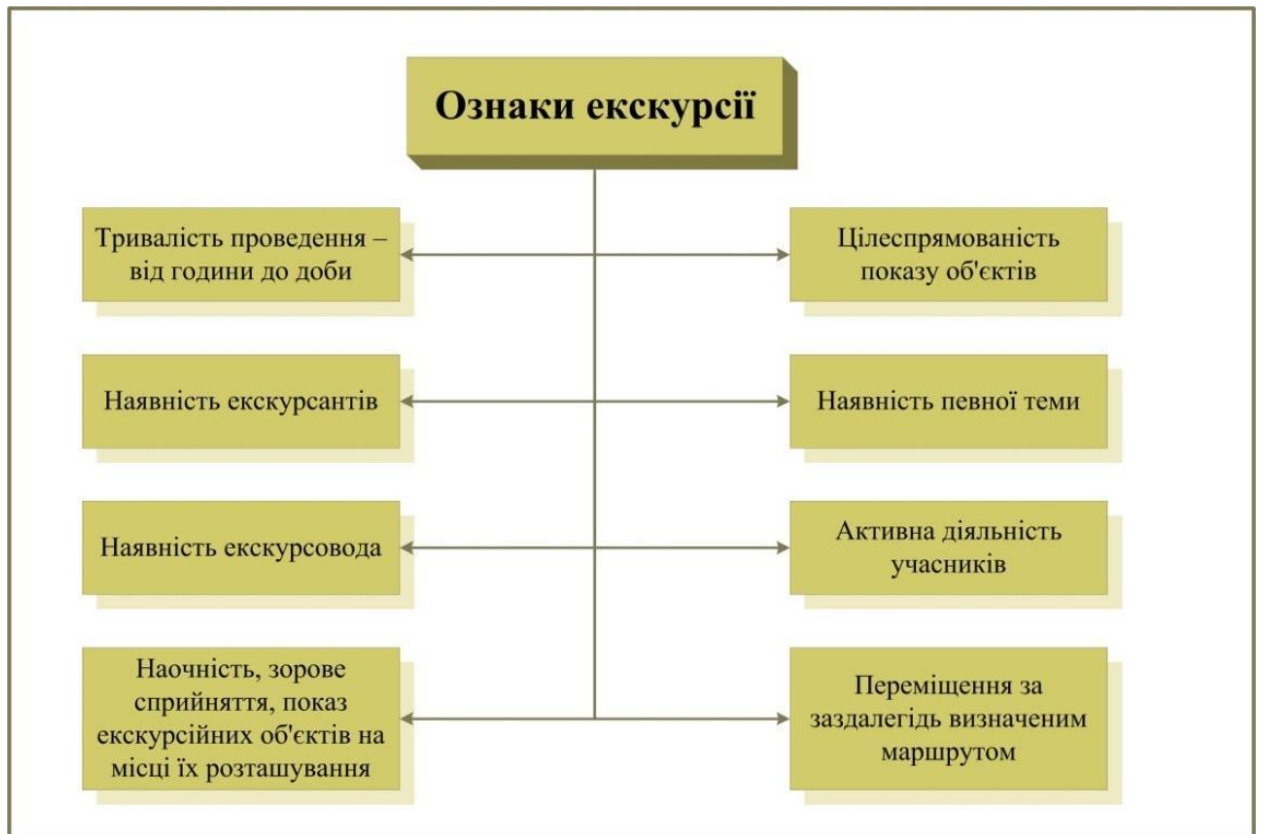 Ознаки екскурсії
Тривалість проведення –
від години до доби
Цілеспрямованість
показу об'єктів
Наявність екскурсантів
Наявність певної теми
Наявність екскурсовода
Активна діяльність
учасників
Наочність, зорове
сприйняття, показ
екскурсійних об'єктів на
місці їх розташування
Переміщення за
заздалегідь визначеним
маршрутом